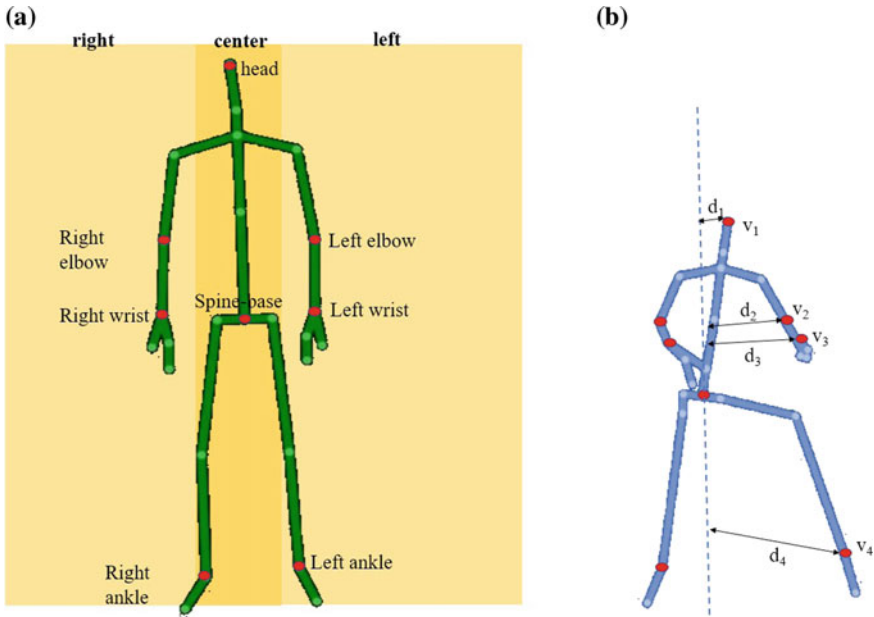 (a)
right center left
head
Right
elbow
Left elbow
Right wrist
Spine-base
Left wrist
Right
ankle
Left ankle
(b)
d1
v1
d2
v2
v3
d3
v4
d4